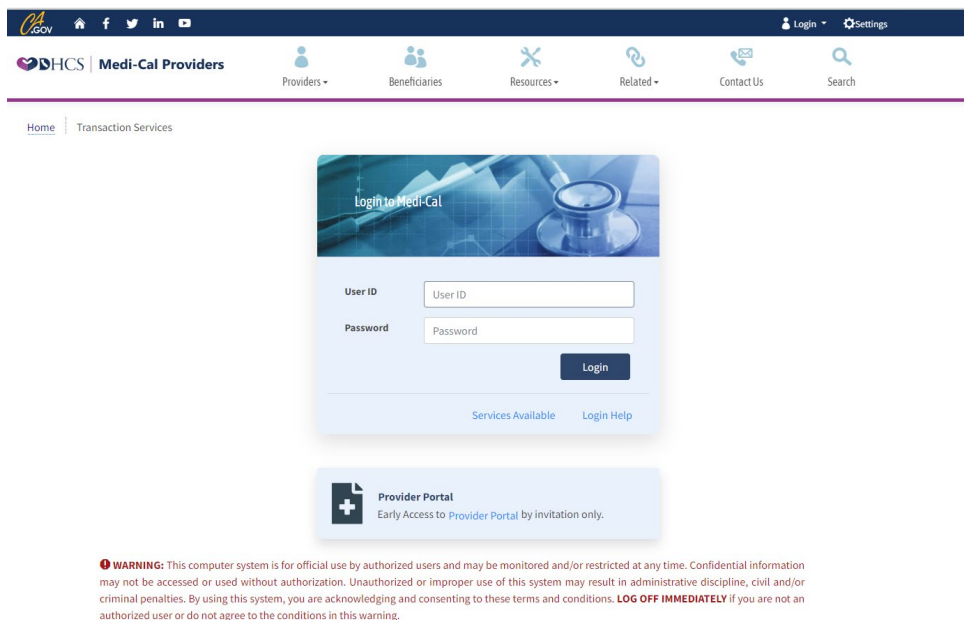 CA.GOV
Login
Settings
DHCS | Medi-Cal Providers
Providers
Beneficiaries
Resources
Related
Contact Us
Search
Home
Transaction Services
Login to Medi-Cal
User ID
User ID
Password
Password
Login
Services Available
Login Help
Provider Portal
Early Access to Provider Portal by invitation only.
WARNING: This computer system is for official use by authorized users and may be monitored and/or restricted at any time. Confidential information
may not be accessed or used without authorization. Unauthorized or improper use of this system may result in administrative discipline, civil and/or
criminal penalties. By using this system, you are acknowledging and consenting to these terms and conditions. LOG OFF IMMEDIATELY if you are not an
authorized user or do not agree to the conditions in this warning.